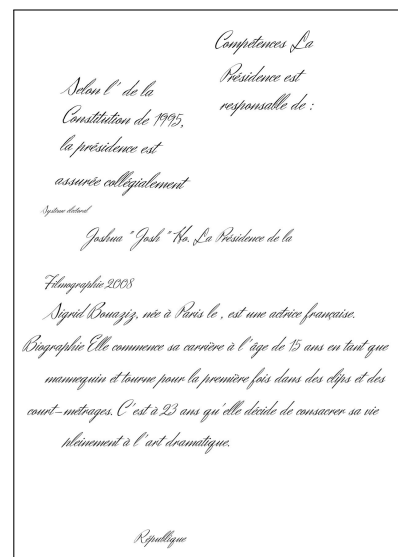 Compétences La
Présidence est
responsable de :
Selon l' de la
Constitution de 1995,
la présidence est
assurée collégialement
Système électoral
Joshua "Josh" Ho. La Présidence de la
Filmographie 2008
Sigrid Bouaziz, née à Paris le , est une actrice française.
Biographie Elle commence sa carrière à l'âge de 15 ans en tant que
mannequin et tourne pour la première fois dans des clips et des
court-métrages. C'est à 23 ans qu'elle décide de consacrer sa vie
pleinement à l'art dramatique.
République